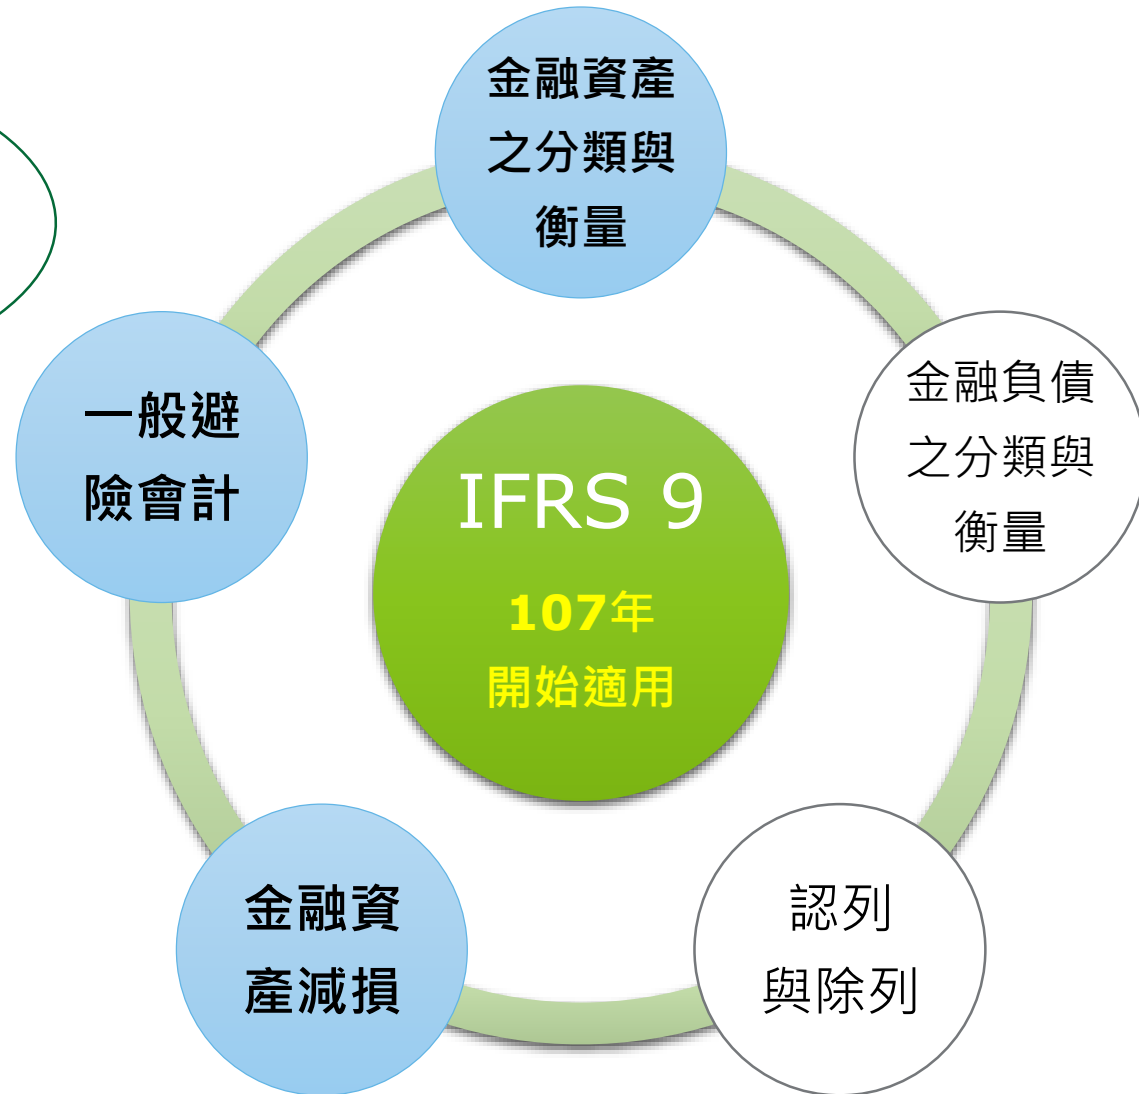 金融資產
之分類與
衡量
金融負債
之分類與
衡量
一般避
險會計
IFRS 9
107年
開始適用
金融資
產減損
認列
與除列